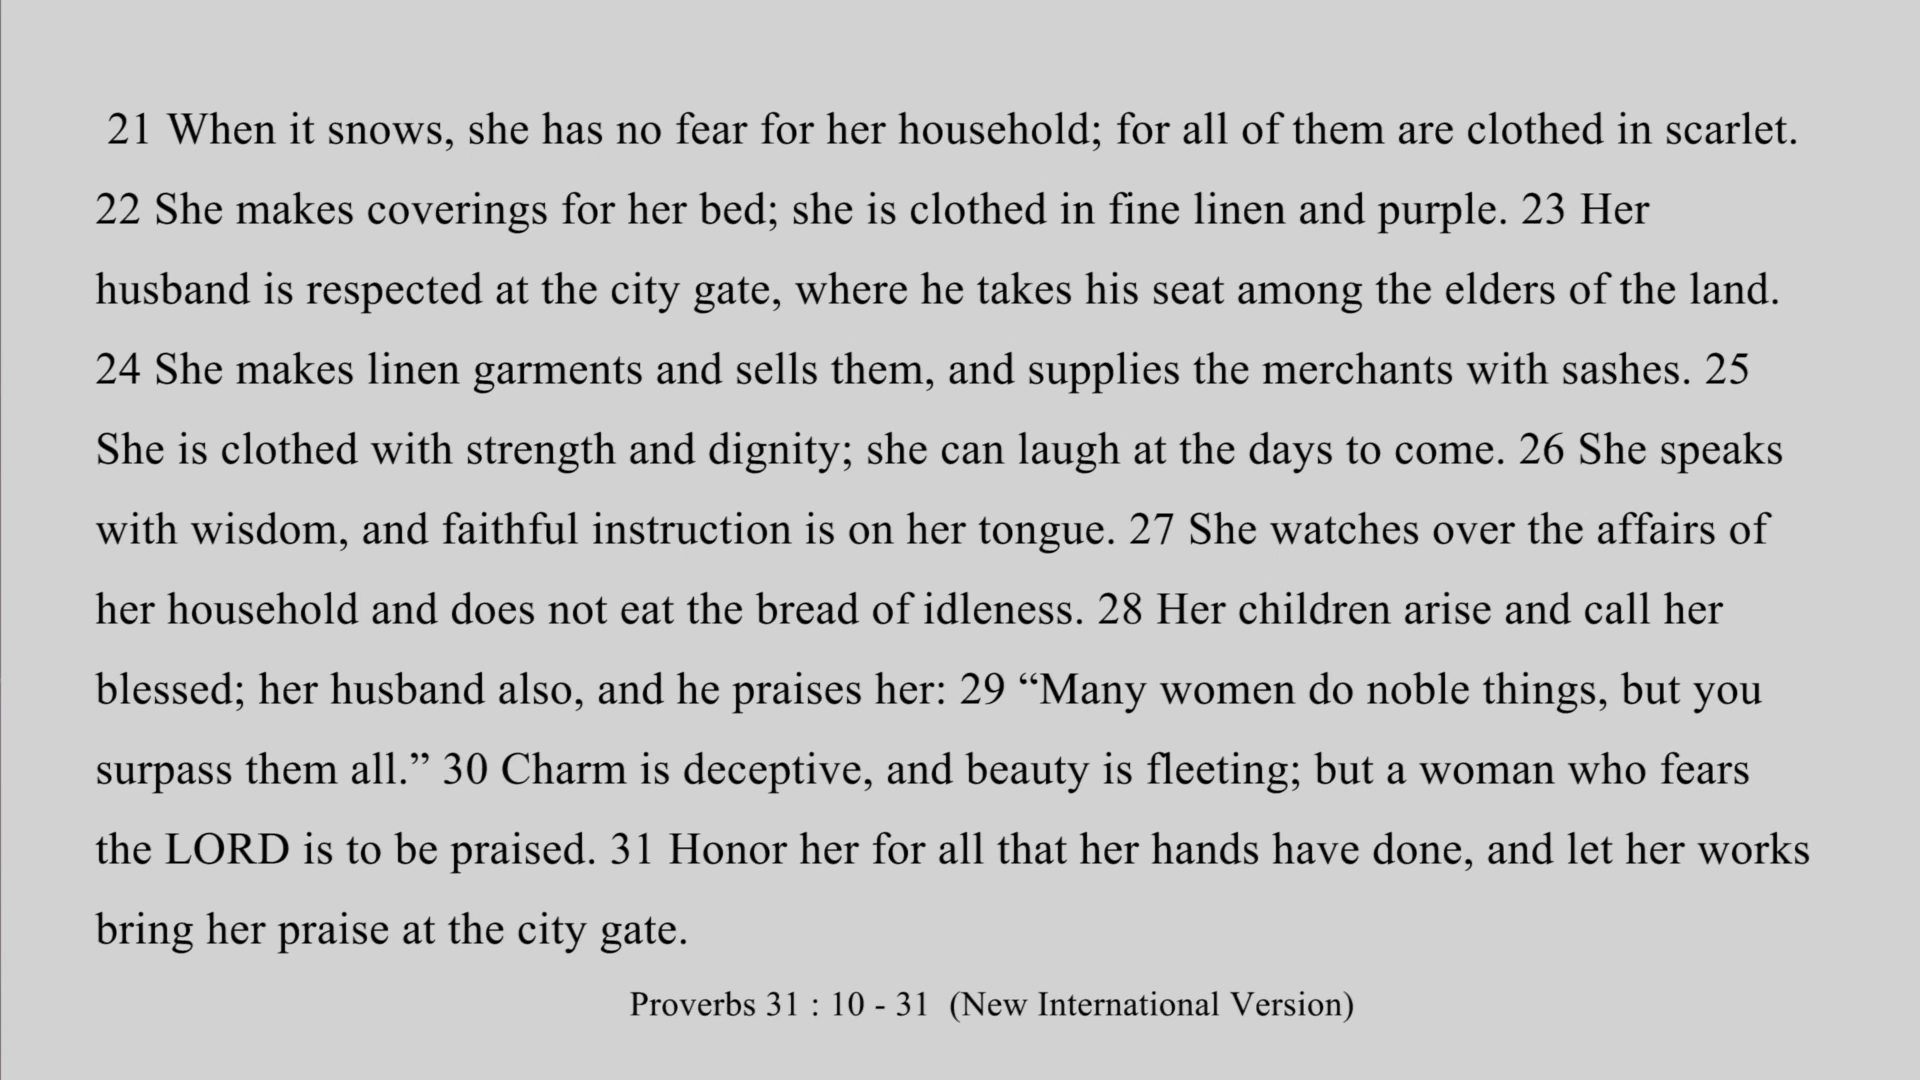 21 When it snows, she has no fear for her household; for all of them are clothed in scarlet.
22 She makes coverings for her bed; she is clothed in fine linen and purple. 23 Her
husband is respected at the city gate, where he takes his seat among the elders of the land.
24 She makes linen garments and sells them, and supplies the merchants with sashes. 25
She is clothed with strength and dignity; she can laugh at the days to come. 26 She speaks
with wisdom, and faithful instruction is on her tongue. 27 She watches over the affairs of
her household and does not eat the bread of idleness. 28 Her children arise and call her
blessed; her husband also, and he praises her: 29 “Many women do noble things, but you
surpass them all.” 30 Charm is deceptive, and beauty is fleeting; but a woman who fears
the LORD is to be praised. 31 Honor her for all that her hands have done, and let her works
bring her praise at the city gate.
Proverbs 31 : 10 - 31  (New International Version)